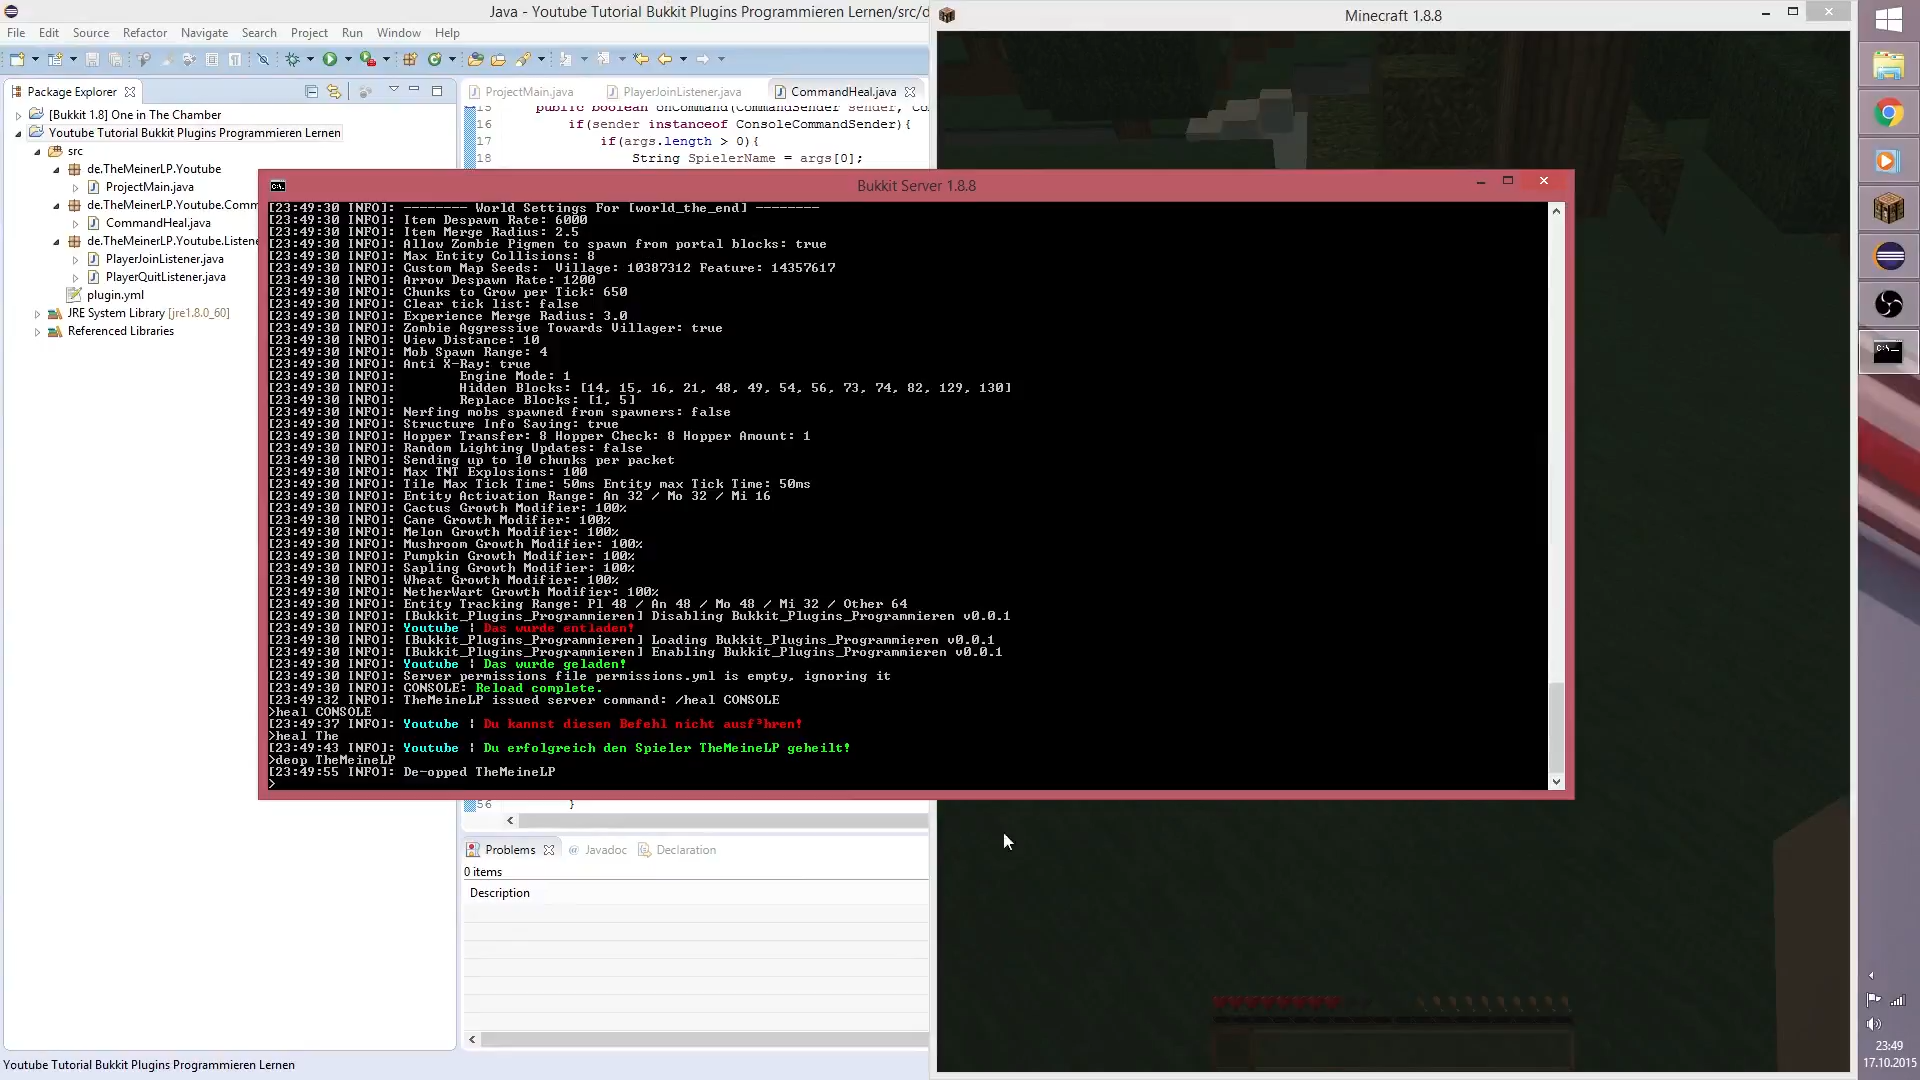 Java - Youtube Tutorial Bukkit Plugins Programmieren Lernen/src/d
Minecraft 1.8.8
File Edit Source Refactor Navigate Search Project Run Window Help
Package Explorer
[Bukkit 1.8] One in The Chamber
Youtube Tutorial Bukkit Plugins Programmieren Lernen
src
de.TheMeinerLP.Youtube
ProjectMain.java
de.TheMeinerLP.Youtube.Comm
CommandHeal.java
de.TheMeinerLP.Youtube.Listene
PlayerJoinListener.java
PlayerQuitListener.java
plugin.yml
JRE System Library [jre1.8.0_60]
Referenced Libraries
ProjectMain.java PlayerJoinListener.java CommandHeal.java
15 public boolean onCommand(CommandSender sender, Co
16 if(sender instanceof ConsoleCommandSender){
17 if(args.length > 0){
18 String SpielerName = args[0];
Bukkit Server 1.8.8
[23:49:30 INFO]: -------- World Settings For [world_the_end] --------
[23:49:30 INFO]: Item Despawn Rate: 6000
[23:49:30 INFO]: Item Merge Radius: 2.5
[23:49:30 INFO]: Allow Zombie Pigmen to spawn from portal blocks: true
[23:49:30 INFO]: Max Entity Collisions: 8
[23:49:30 INFO]: Custom Map Seeds:  Village: 10387312 Feature: 14357617
[23:49:30 INFO]: Arrow Despawn Rate: 1200
[23:49:30 INFO]: Chunks to Grow per Tick: 650
[23:49:30 INFO]: Clear tick list: false
[23:49:30 INFO]: Experience Merge Radius: 3.0
[23:49:30 INFO]: Zombie Aggressive Towards Villager: true
[23:49:30 INFO]: View Distance: 10
[23:49:30 INFO]: Mob Spawn Range: 4
[23:49:30 INFO]: Anti X-Ray: true
[23:49:30 INFO]: Engine Mode: 1
[23:49:30 INFO]: Hidden Blocks: [14, 15, 16, 21, 48, 49, 54, 56, 73, 74, 82, 129, 130]
[23:49:30 INFO]: Replace Blocks: [1, 5]
[23:49:30 INFO]: Nerfing mobs spawned from spawners: false
[23:49:30 INFO]: Structure Info Saving: true
[23:49:30 INFO]: Hopper Transfer: 8 Hopper Check: 8 Hopper Amount: 1
[23:49:30 INFO]: Random Lighting Updates: false
[23:49:30 INFO]: Sending up to 10 chunks per packet
[23:49:30 INFO]: Max TNT Explosions: 100
[23:49:30 INFO]: Tile Max Tick Time: 50ms Entity max Tick Time: 50ms
[23:49:30 INFO]: Entity Activation Range: An 32 / Mo 32 / Mi 16
[23:49:30 INFO]: Cactus Growth Modifier: 100%
[23:49:30 INFO]: Cane Growth Modifier: 100%
[23:49:30 INFO]: Melon Growth Modifier: 100%
[23:49:30 INFO]: Mushroom Growth Modifier: 100%
[23:49:30 INFO]: Pumpkin Growth Modifier: 100%
[23:49:30 INFO]: Sapling Growth Modifier: 100%
[23:49:30 INFO]: Wheat Growth Modifier: 100%
[23:49:30 INFO]: NetherWart Growth Modifier: 100%
[23:49:30 INFO]: Entity Tracking Range: Pl 48 / An 48 / Mo 48 / Mi 32 / Other 64
[23:49:30 INFO]: [Bukkit_Plugins_Programmieren] Disabling Bukkit_Plugins_Programmieren v0.0.1
[23:49:30 INFO]: Youtube ¦ Das wurde entladen!
[23:49:30 INFO]: [Bukkit_Plugins_Programmieren] Loading Bukkit_Plugins_Programmieren v0.0.1
[23:49:30 INFO]: [Bukkit_Plugins_Programmieren] Enabling Bukkit_Plugins_Programmieren v0.0.1
[23:49:30 INFO]: Youtube ¦ Das wurde geladen!
[23:49:30 INFO]: Server permissions file permissions.yml is empty, ignoring it
[23:49:30 INFO]: CONSOLE: Reload complete.
[23:49:32 INFO]: TheMeineLP issued server command: /heal CONSOLE
>heal CONSOLE
[23:49:37 INFO]: Youtube ¦ Du kannst diesen Befehl nicht ausf³hren!
>heal The
[23:49:43 INFO]: Youtube ¦ Du erfolgreich den Spieler TheMeineLP geheilt!
>deop TheMeineLP
[23:49:55 INFO]: De-opped TheMeineLP
>
56 }
Problems Javadoc Declaration
0 items
Description
Youtube Tutorial Bukkit Plugins Programmieren Lernen
23:49
17.10.2015